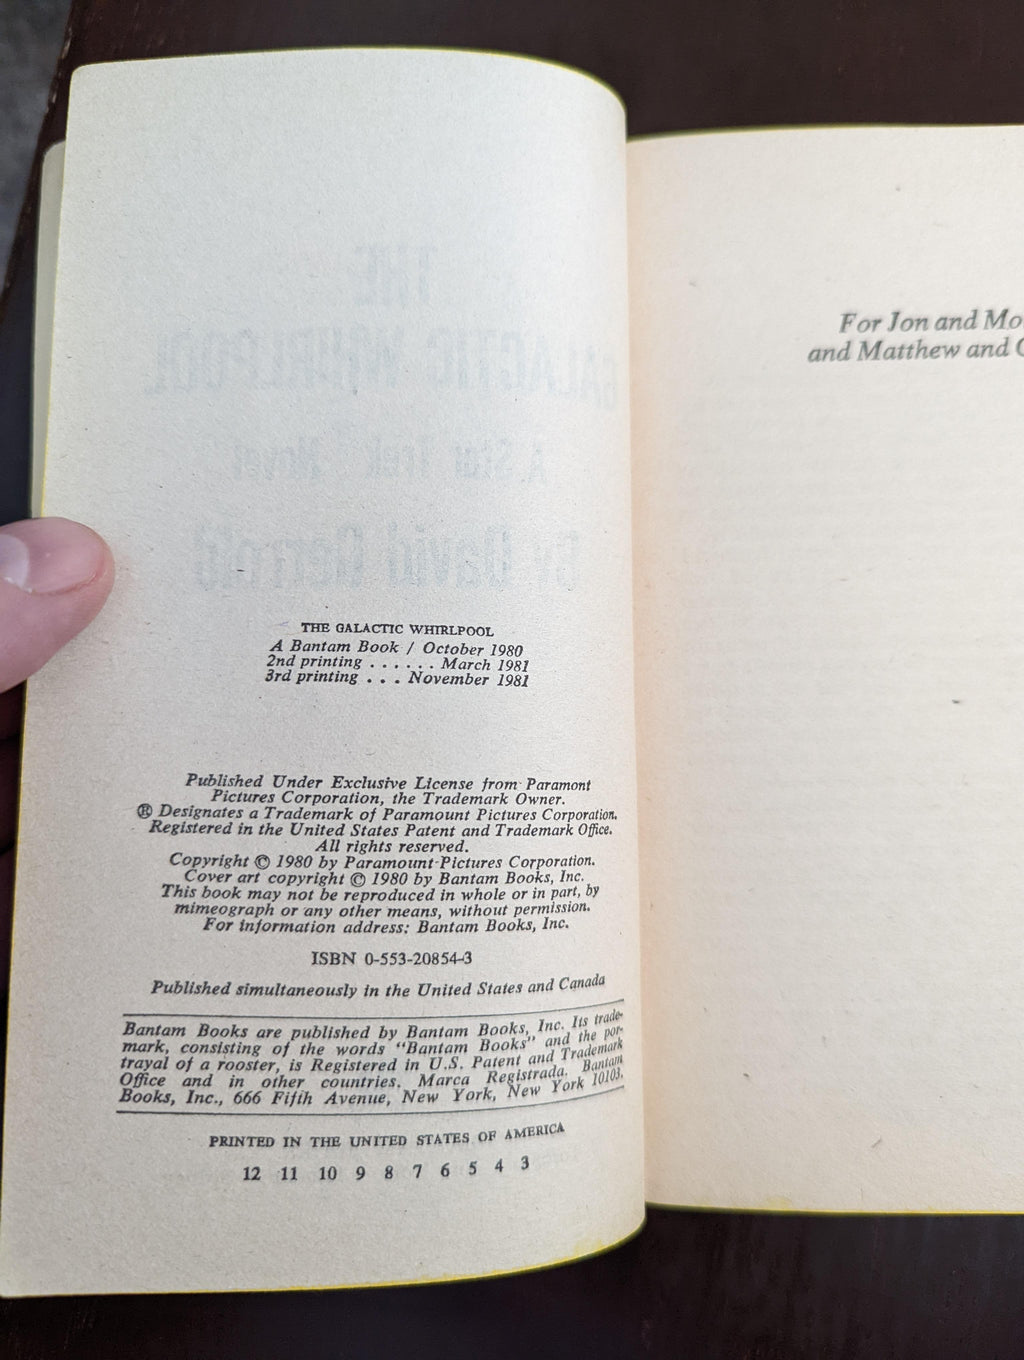 THE GALACTIC WHIRLPOOL
A Bantam Book / October 1980
2nd printing . . . . . . March 1981
3rd printing . . . November 1981
Published Under Exclusive License from Paramont
Pictures Corporation, the Trademark Owner.
® Designates a Trademark of Paramount Pictures Corporation.
Registered in the United States Patent and Trademark Office.
All rights reserved.
Copyright © 1980 by Paramount Pictures Corporation.
Cover art copyright © 1980 by Bantam Books, Inc.
This book may not be reproduced in whole or in part, by
mimeograph or any other means, without permission.
For information address: Bantam Books, Inc.
ISBN 0-553-20854-3
Published simultaneously in the United States and Canada
Bantam Books are published by Bantam Books, Inc. Its trade-
mark, consisting of the words "Bantam Books" and the por-
trayal of a rooster, is Registered in U.S. Patent and Trademark
Office and in other countries. Marca Registrada. Bantam
Books, Inc., 666 Fifth Avenue, New York, New York 10103.
PRINTED IN THE UNITED STATES OF AMERICA
12 11 10 9 8 7 6 5 4 3
For Jon and Mo
and Matthew and